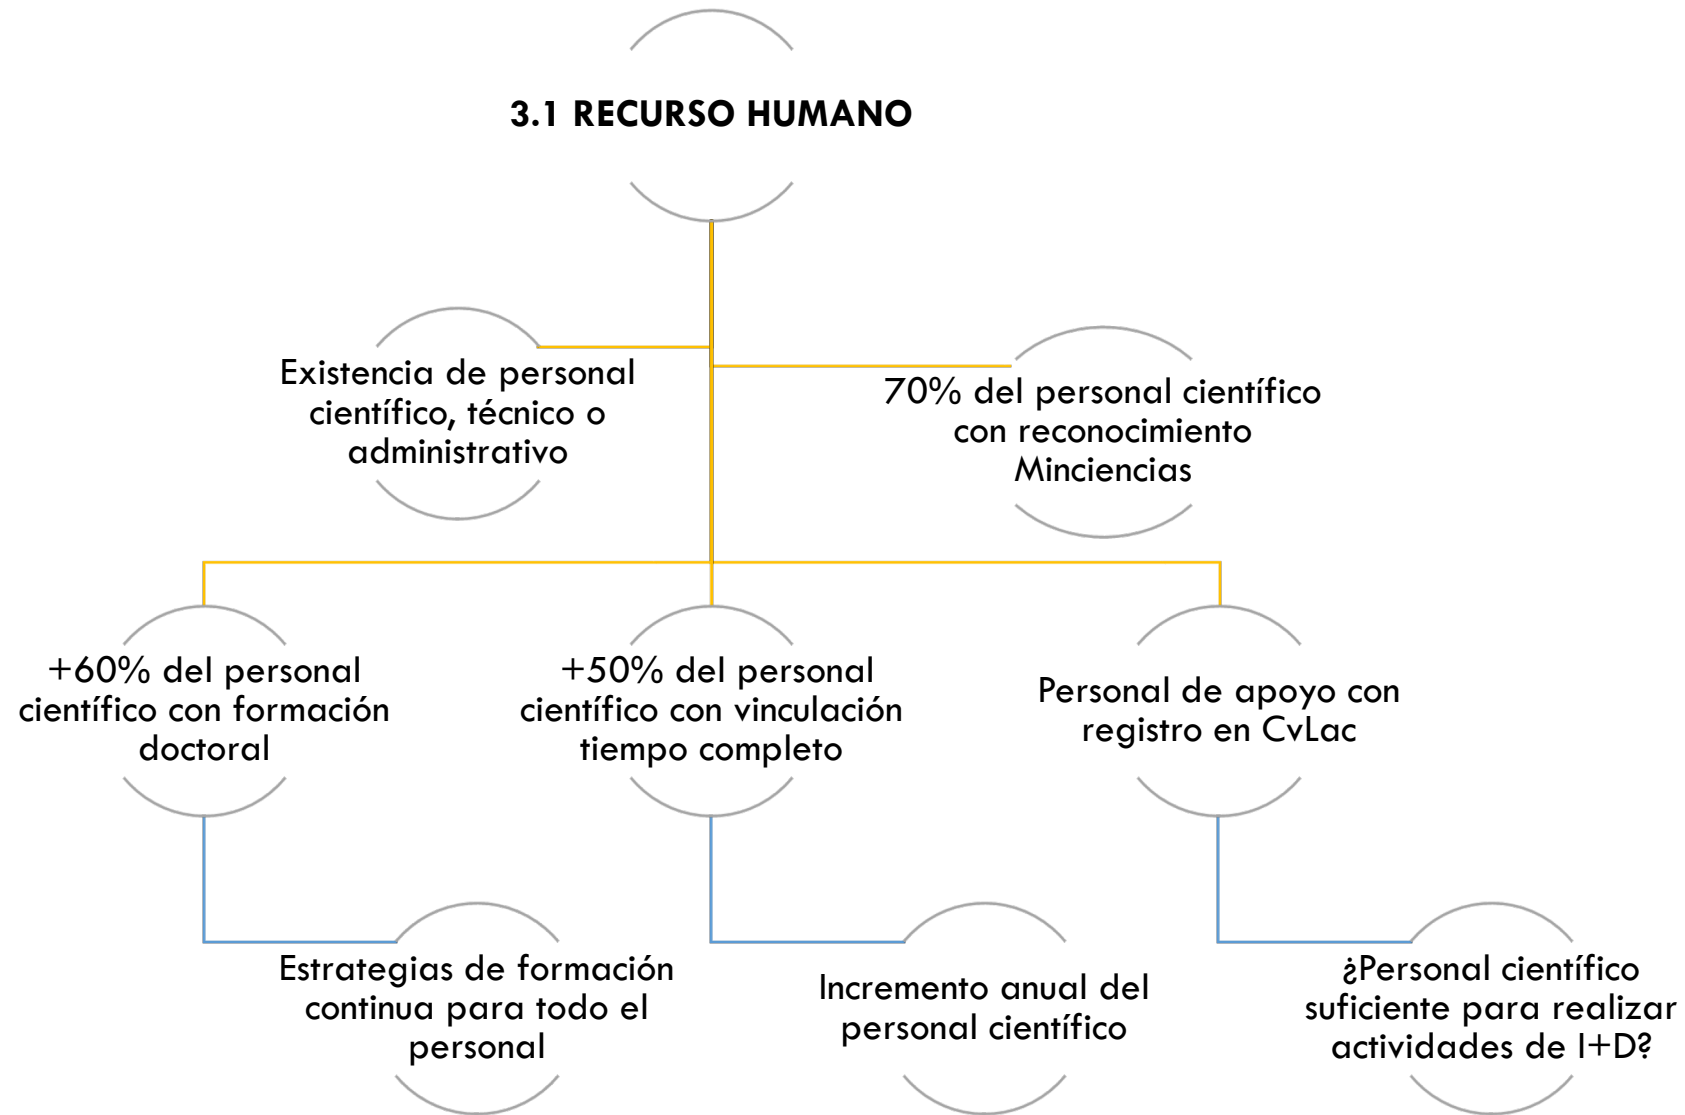 3.1 RECURSO HUMANO
Existencia de personal
científico, técnico o
administrativo
70% del personal científico
con reconocimiento
Minciencias
+60% del personal
científico con formación
doctoral
+50% del personal
científico con vinculación
tiempo completo
Personal de apoyo con
registro en CvLac
Estrategias de formación
continua para todo el
personal
Incremento anual del
personal científico
¿Personal científico
suficiente para realizar
actividades de I+D?